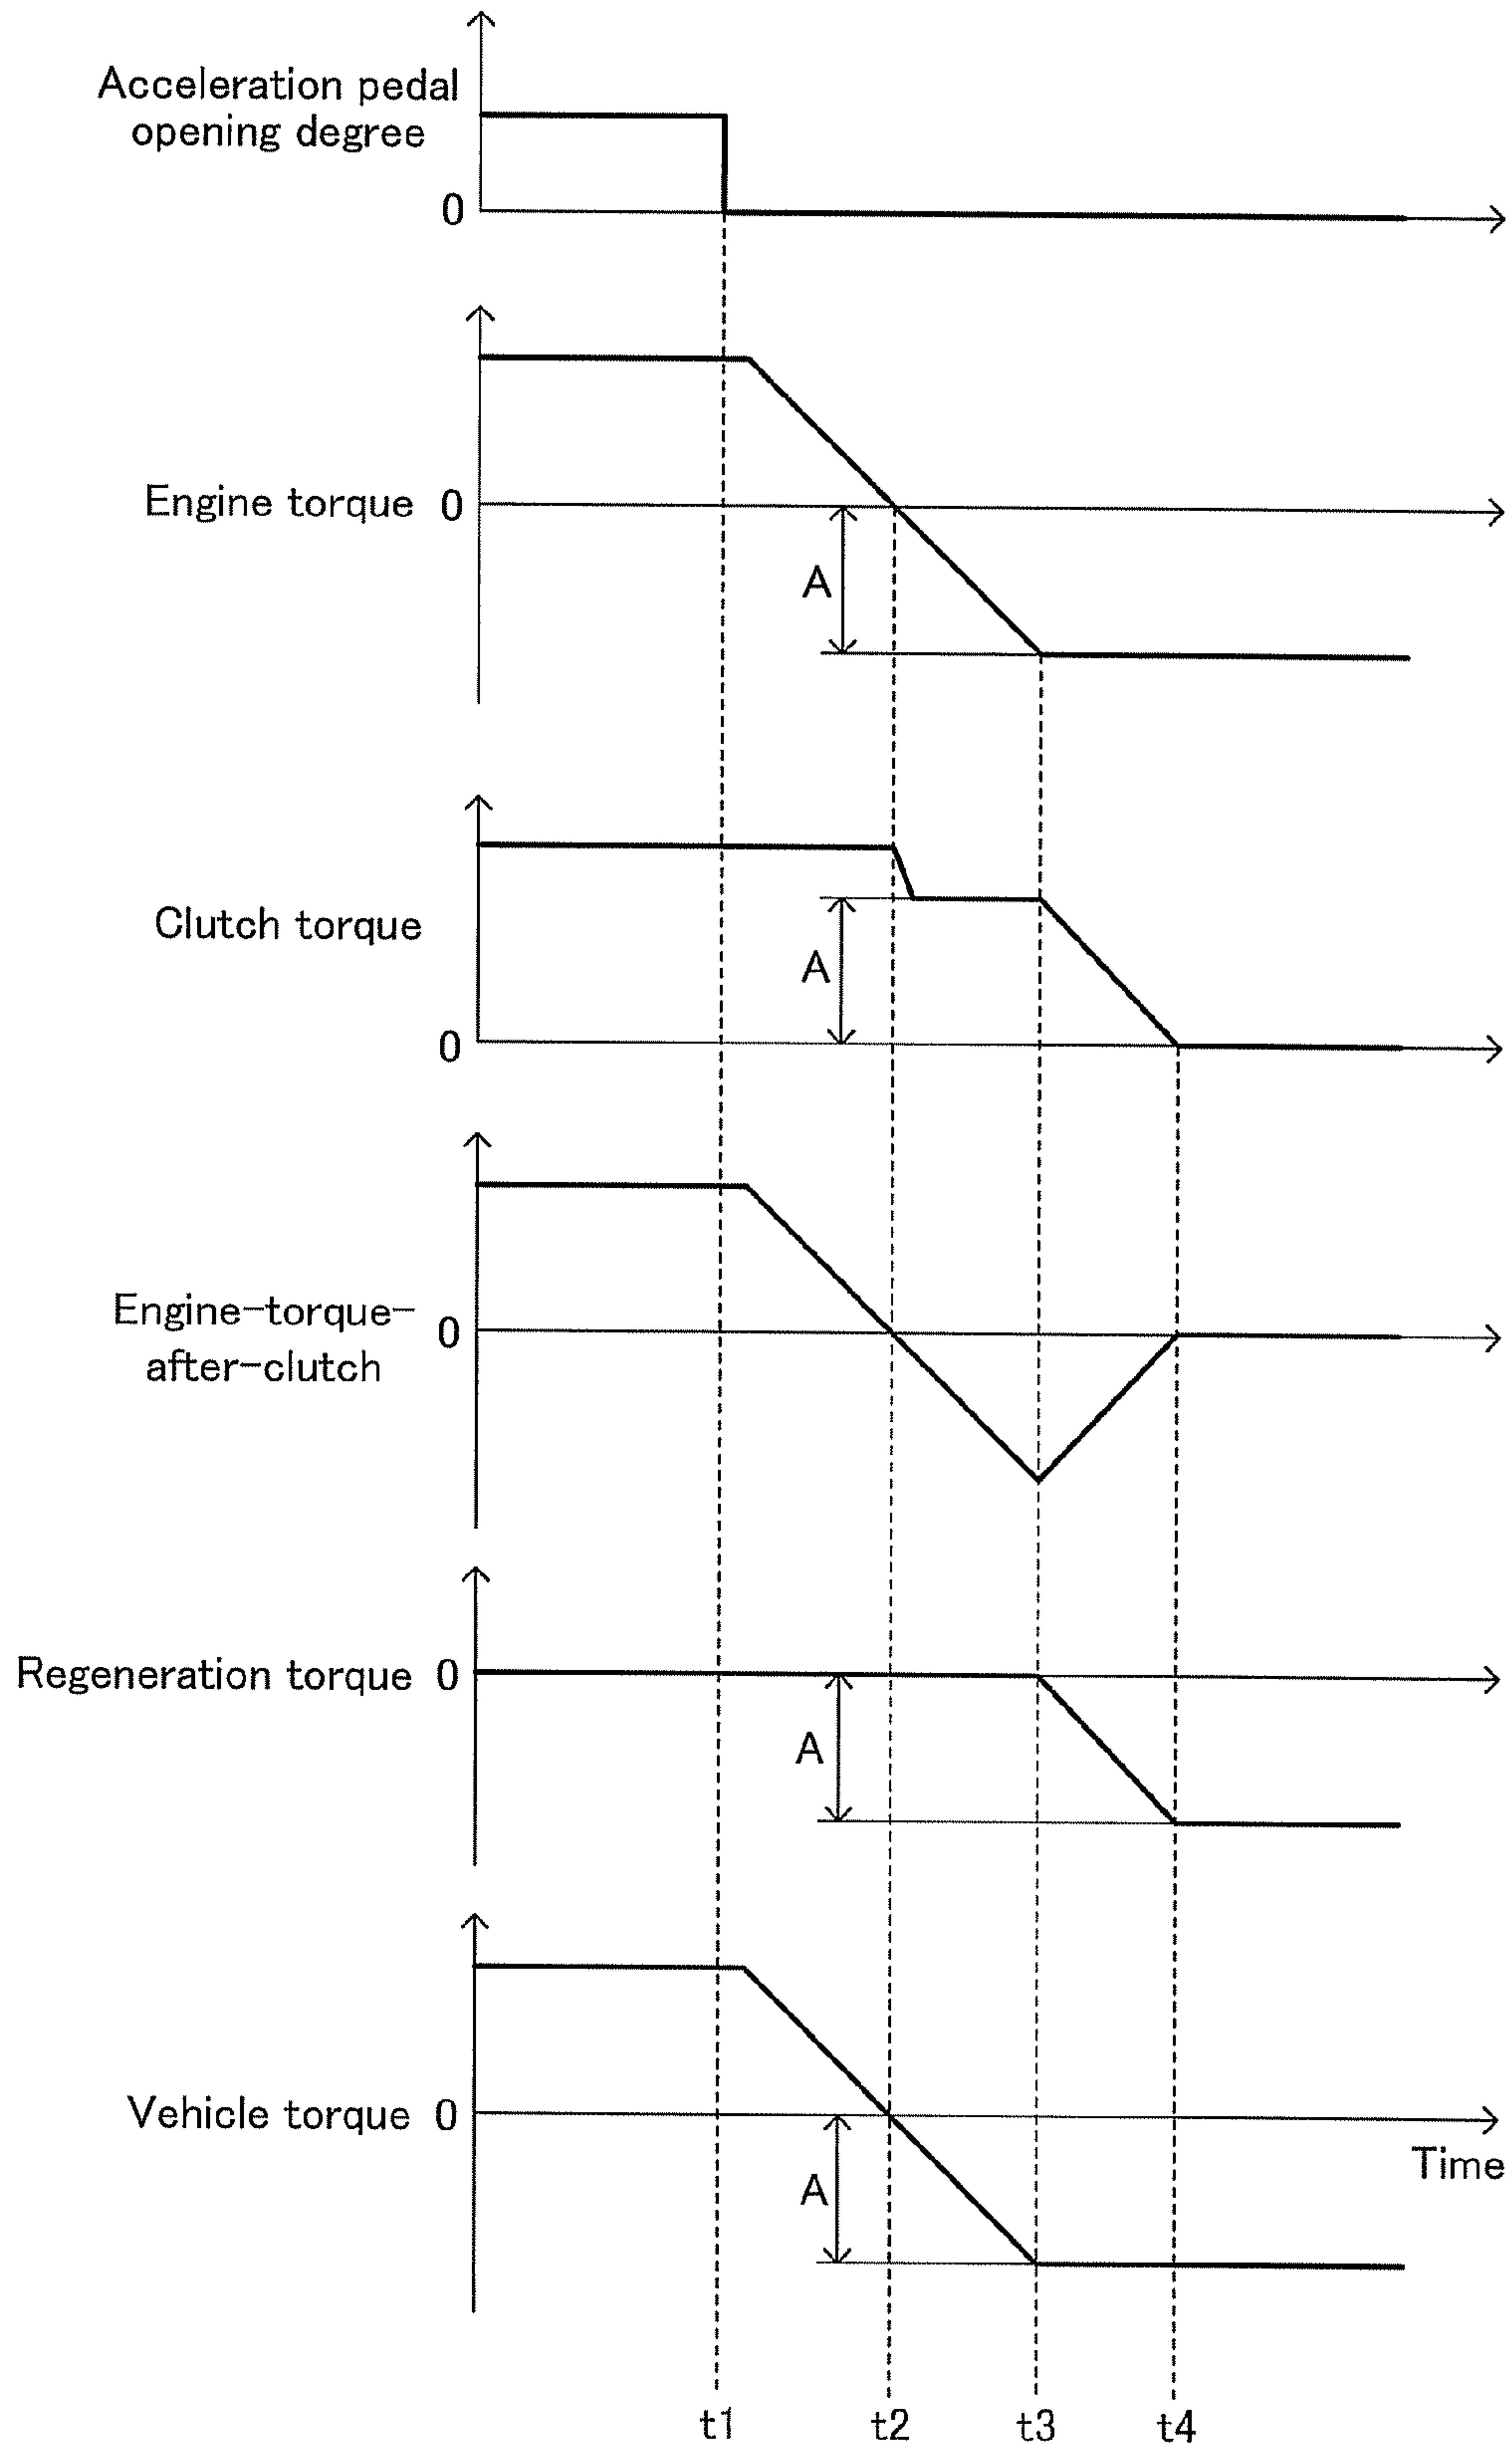 Acceleration pedal
opening degree
0
Engine torque 0
A
Clutch torque
A
0
Engine-torque-
after-clutch
0
Regeneration torque 0
A
Vehicle torque 0
Time
A
t1 t2 t3 t4